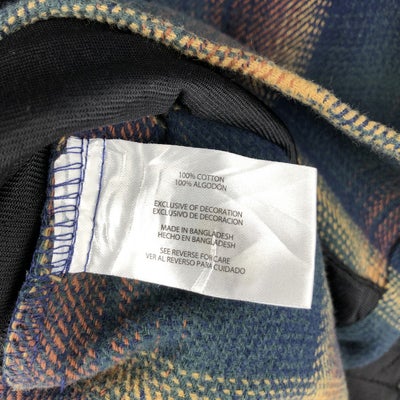 100% COTTON
100% ALGODÓN
EXCLUSIVE OF DECORATION
EXCLUSIVO DE DECORACION
MADE IN BANGLADESH
HECHO EN BANGLADESH
SEE REVERSE FOR CARE
VER AL REVERSO PARA CUIDADO